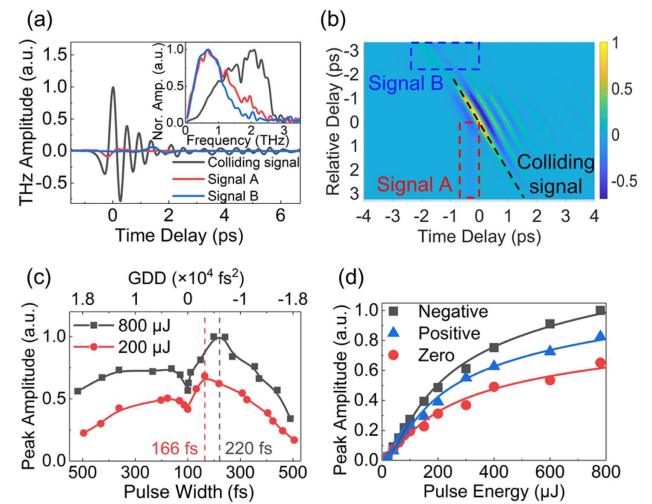 (a)
THz Amplitude (a.u.)
1.0
0.5
0.0
-0.5
0 2 4 6
Time Delay (ps)
Nor. Amp. (a.u.)
1.0
0.5
0.0
0 1 2 3
Frequency (THz)
Colliding signal
Signal A
Signal B
(b)
Relative Delay (ps)
-3
-2
-1
0
1
2
3
-4 -3 -2 -1 0 1 2 3 4
Time Delay (ps)
Signal B
Signal A
Colliding
signal
1
0.5
0
-0.5
(c)
GDD (×10⁴ fs²)
1.8 1 0 -1 -1.8
Peak Amplitude (a.u.)
1.0
0.5
0.0
800 μJ
200 μJ
166 fs
220 fs
500 300 100 300 500
Pulse Width (fs)
(d)
Peak Amplitude (a.u.)
1.0
0.8
0.6
0.4
0.2
0.0
Negative
Positive
Zero
0 200 400 600 800
Pulse Energy (μJ)